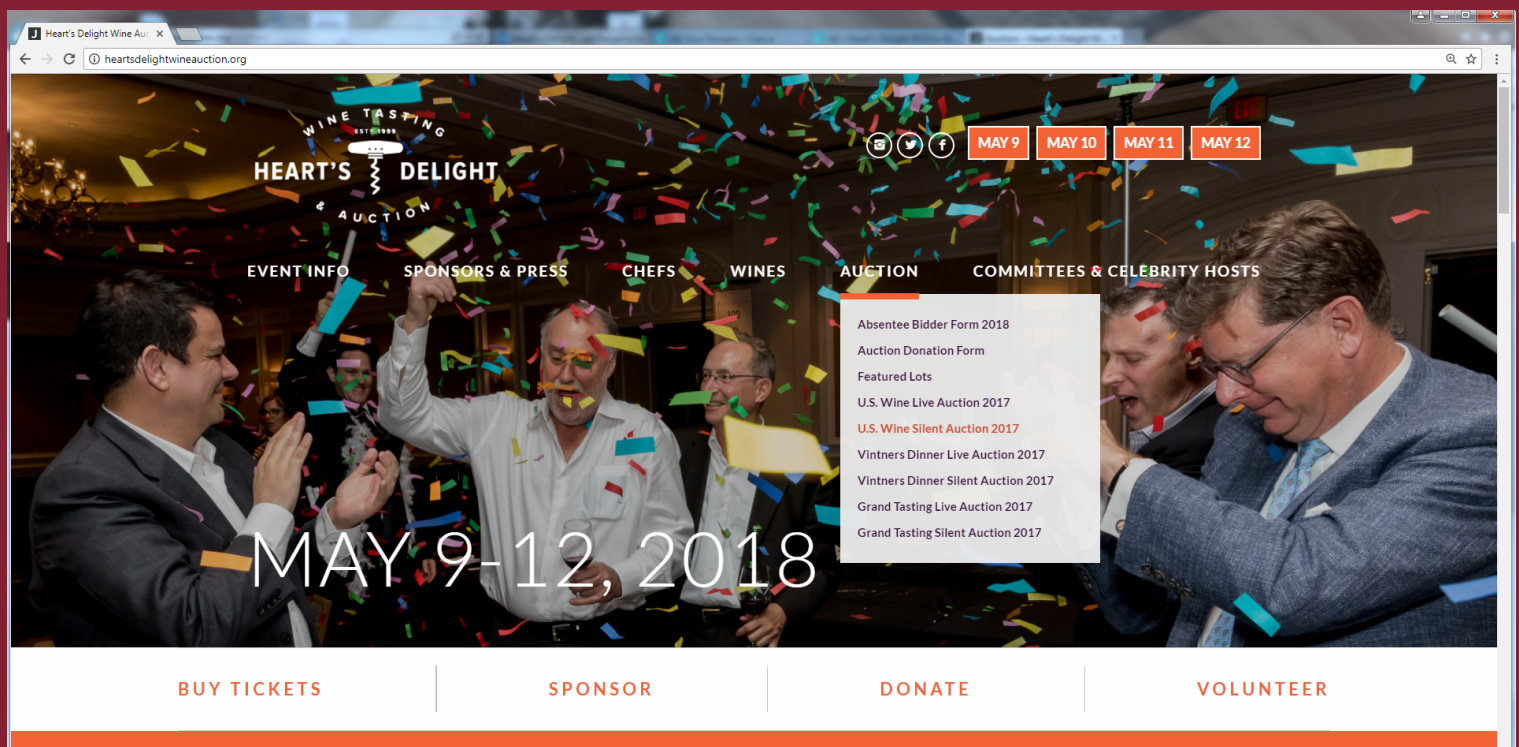 Heart's Delight Wine Auc
heartsdelightwineauction.org
WINE TASTING
ESTD 1999
HEART'S DELIGHT
& AUCTION
MAY 9 MAY 10 MAY 11 MAY 12
EVENT INFO SPONSORS & PRESS CHEFS WINES AUCTION COMMITTEES & CELEBRITY HOSTS
Absentee Bidder Form 2018
Auction Donation Form
Featured Lots
U.S. Wine Live Auction 2017
U.S. Wine Silent Auction 2017
Vintners Dinner Live Auction 2017
Vintners Dinner Silent Auction 2017
Grand Tasting Live Auction 2017
Grand Tasting Silent Auction 2017
MAY 9-12, 2018
BUY TICKETS SPONSOR DONATE VOLUNTEER